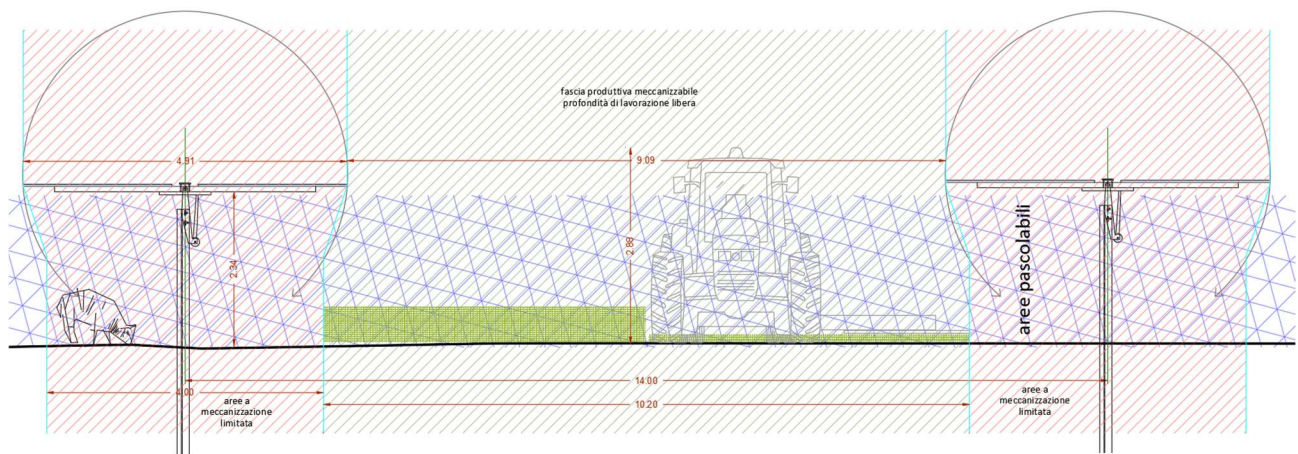 fascia produttiva meccanizzabile
profondità di lavorazione libera
4.91
9.09
2.88
2.34
aree pascolabili
14.00
4.00
10.20
aree a
meccanizzazione
limitata
aree a
meccanizzazione
limitata